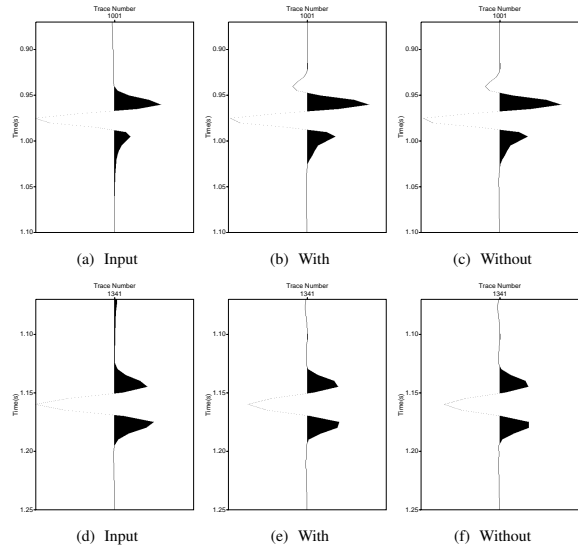 Trace Number
1001
0.90
0.95
1.00
1.05
1.10
Time(s)
(a) Input
Trace Number
1001
0.90
0.95
1.00
1.05
1.10
Time(s)
(b) With
Trace Number
1001
0.90
0.95
1.00
1.05
1.10
Time(s)
(c) Without
Trace Number
1341
1.10
1.15
1.20
1.25
Time(s)
(d) Input
Trace Number
1341
1.10
1.15
1.20
1.25
Time(s)
(e) With
Trace Number
1341
1.10
1.15
1.20
1.25
Time(s)
(f) Without